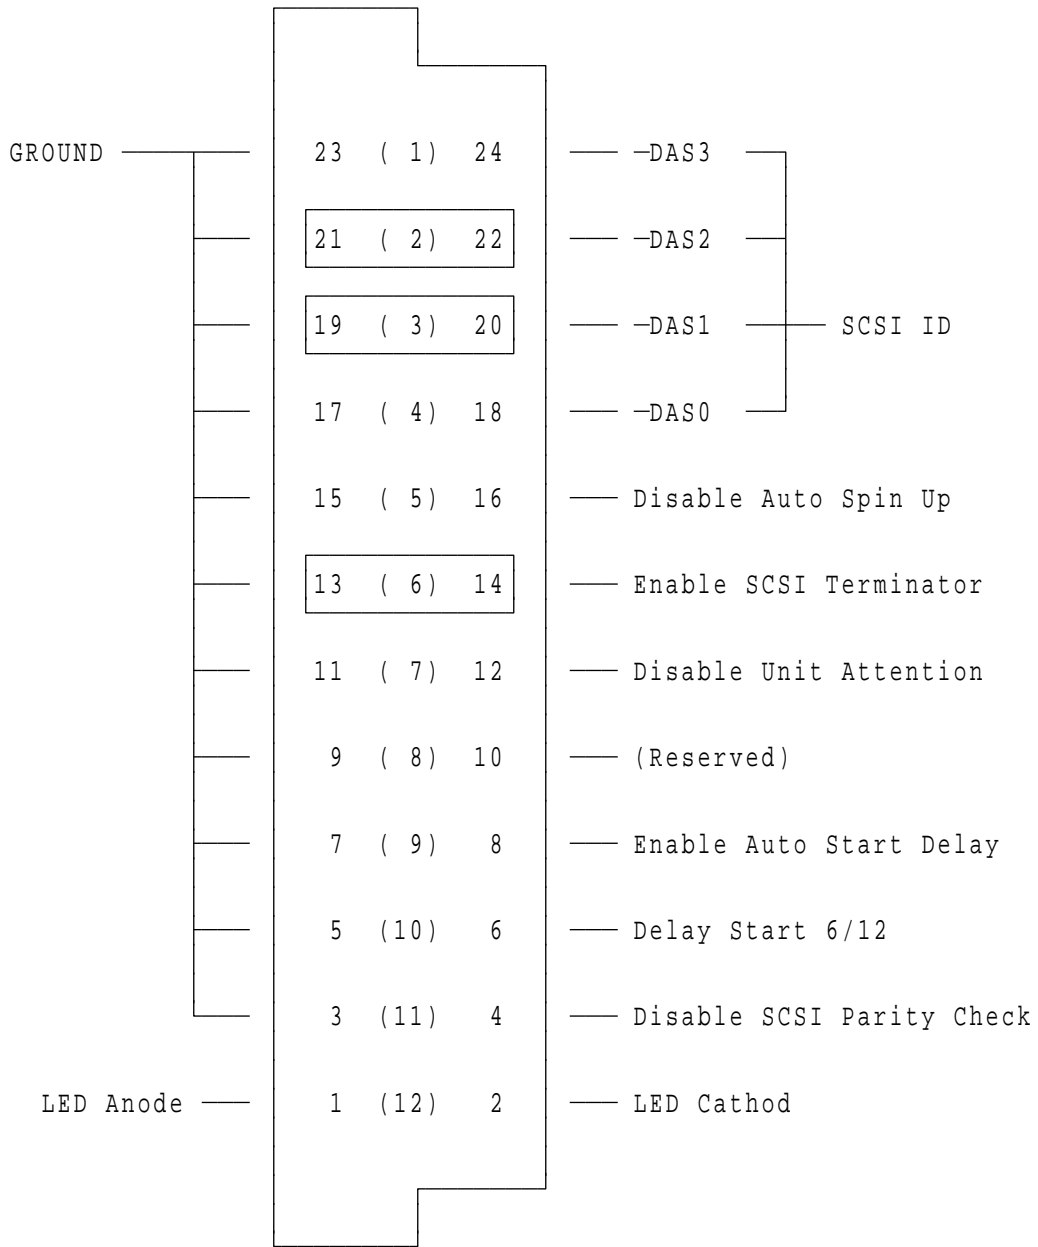 GROUND 23 ( 1) 24 -DAS3
21 ( 2) 22 -DAS2
19 ( 3) 20 -DAS1 SCSI ID
17 ( 4) 18 -DAS0
15 ( 5) 16 Disable Auto Spin Up
13 ( 6) 14 Enable SCSI Terminator
11 ( 7) 12 Disable Unit Attention
9 ( 8) 10 (Reserved)
7 ( 9) 8 Enable Auto Start Delay
5 (10) 6 Delay Start 6/12
3 (11) 4 Disable SCSI Parity Check
LED Anode 1 (12) 2 LED Cathod